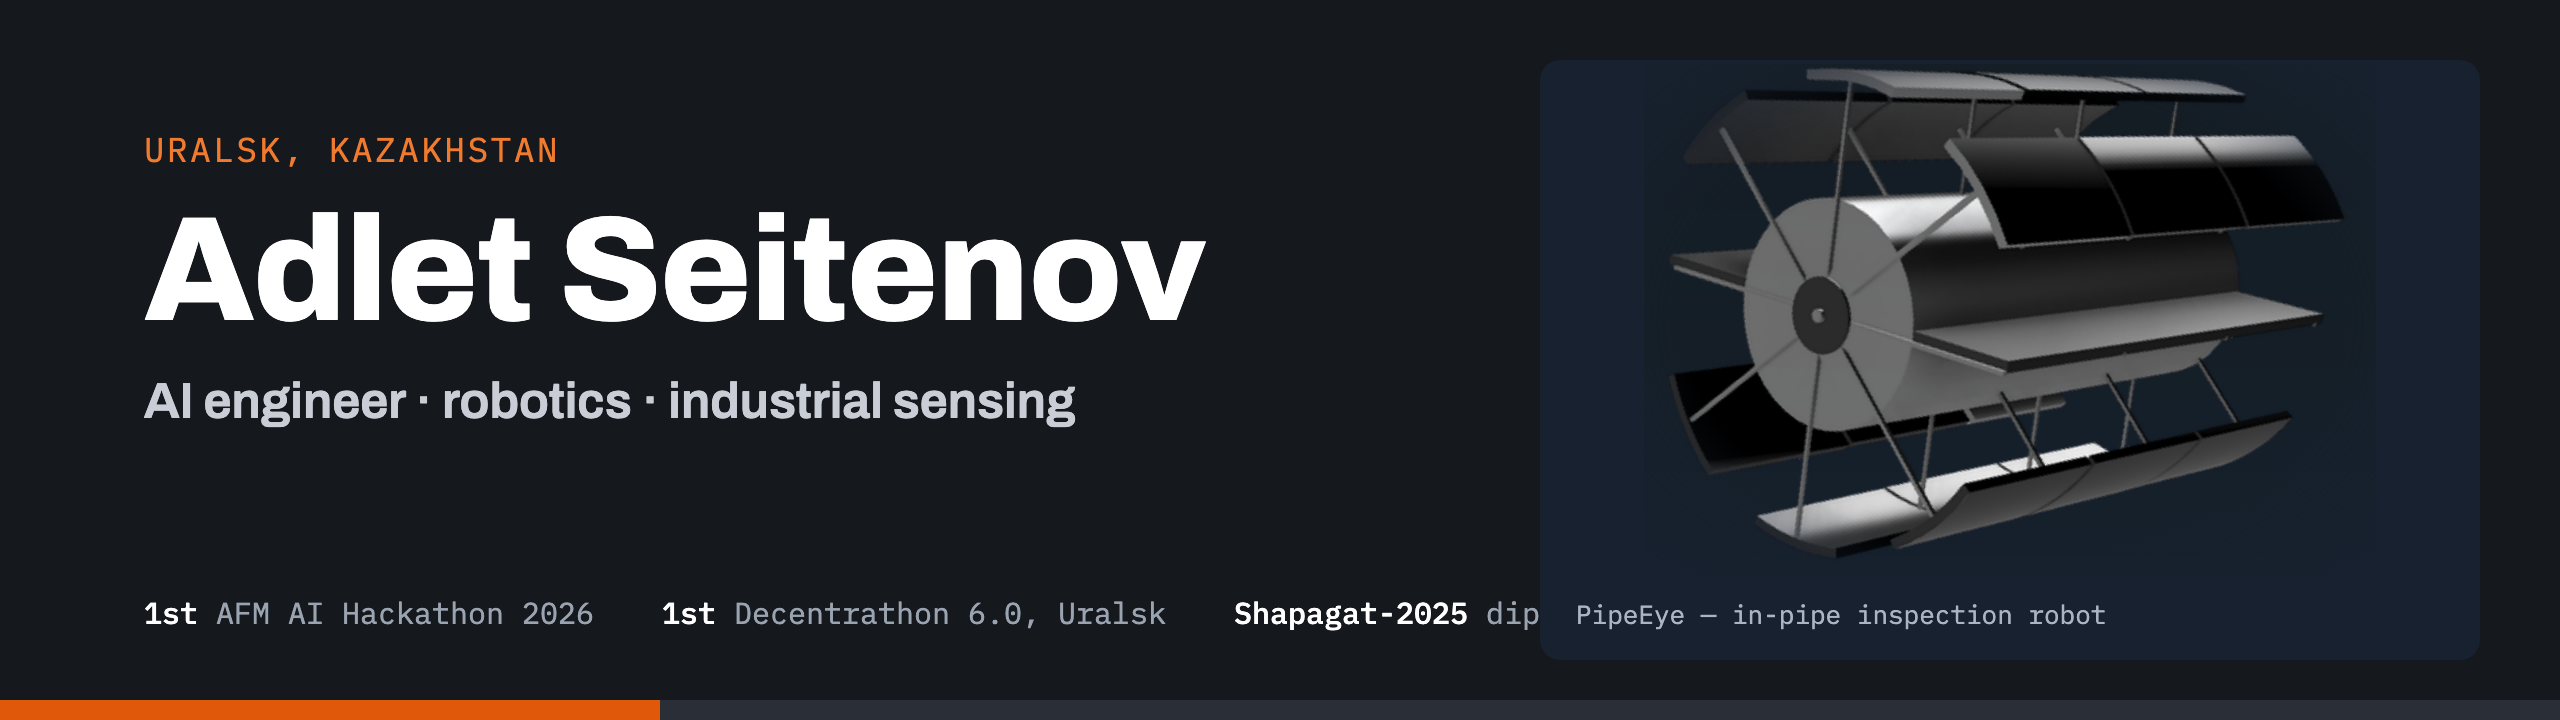 URALSK, KAZAKHSTAN
Adlet Seitenov
AI engineer · robotics · industrial sensing
1st AFM AI Hackathon 2026 1st Decentrathon 6.0, Uralsk Shapagat-2025 dip
PipeEye — in-pipe inspection robot